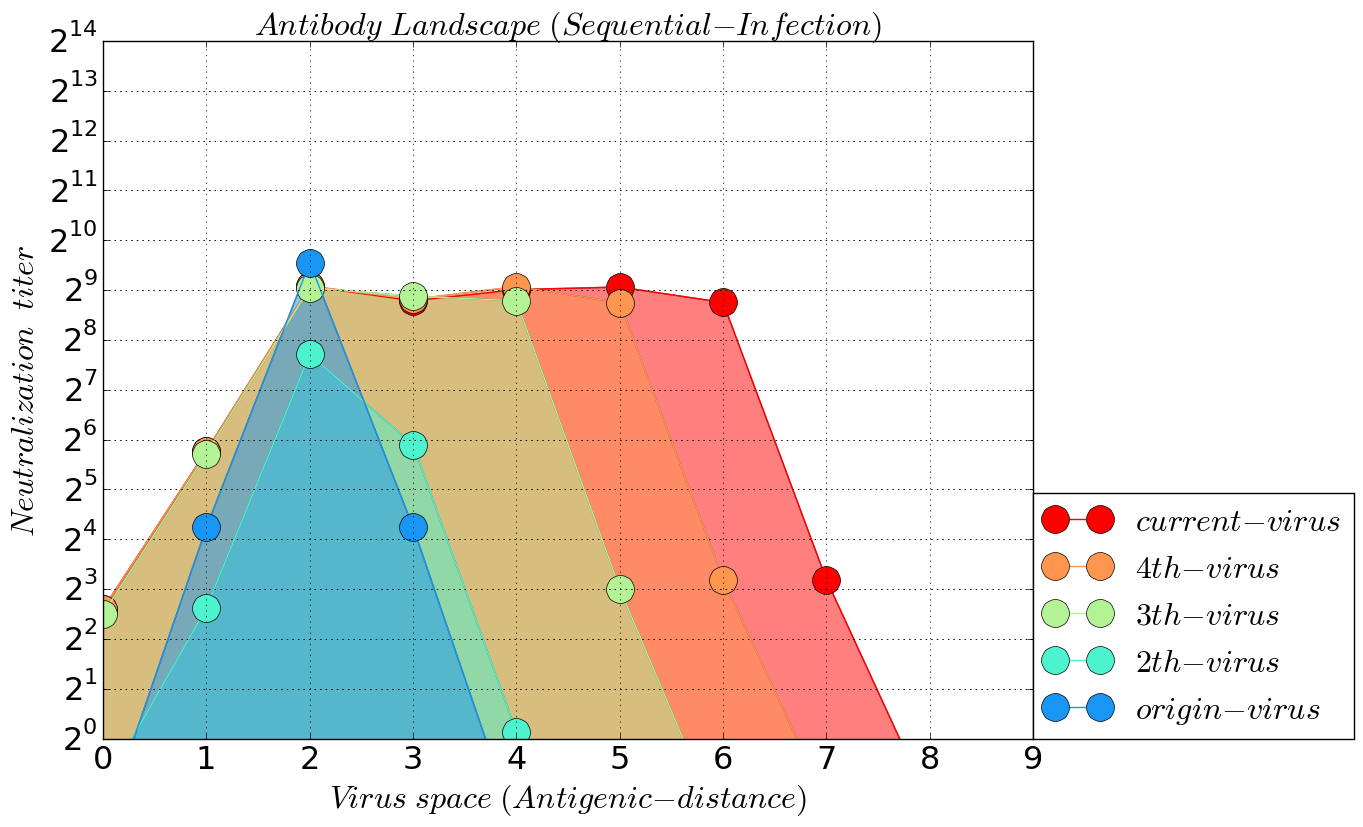 Antibody Landscape (Sequential−Infection)
2^14
2^13
2^12
2^11
2^10
2^9
2^8
2^7
2^6
2^5
2^4
2^3
2^2
2^1
2^0
Neutralization titer
0 1 2 3 4 5 6 7 8 9
Virus space (Antigenic−distance)
current−virus
4th−virus
3th−virus
2th−virus
origin−virus